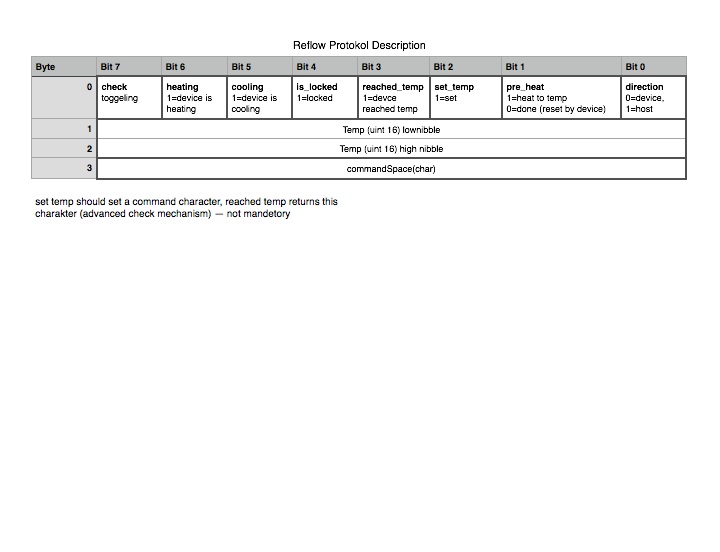 Reflow Protokol Description
Byte Bit 7 Bit 6 Bit 5 Bit 4 Bit 3 Bit 2 Bit 1 Bit 0
0 check heating cooling is_locked reached_temp set_temp pre_heat direction
toggeling 1=device is 1=device is 1=locked 1=devce 1=set 1=heat to temp 0=device,
heating cooling reached temp 0=done (reset by device) 1=host
1 Temp (uint 16) lownibble
2 Temp (uint 16) high nibble
3 commandSpace(char)
set temp should set a command character, reached temp returns this
charakter (advanced check mechanism) — not mandetory